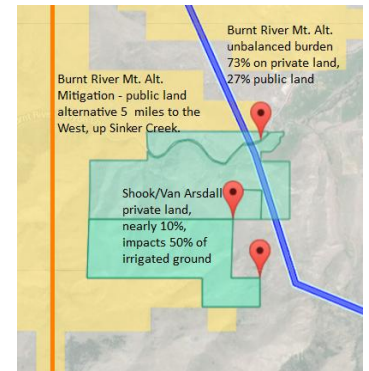 Burnt River Mt. Alt.
unbalanced burden
73% on private land,
27% public land
Burnt River Mt. Alt.
Mitigation - public land
alternative 5 miles to the
West, up Sinker Creek.
Shook/Van Arsdall
private land,
nearly 10%,
impacts 50% of
irrigated ground